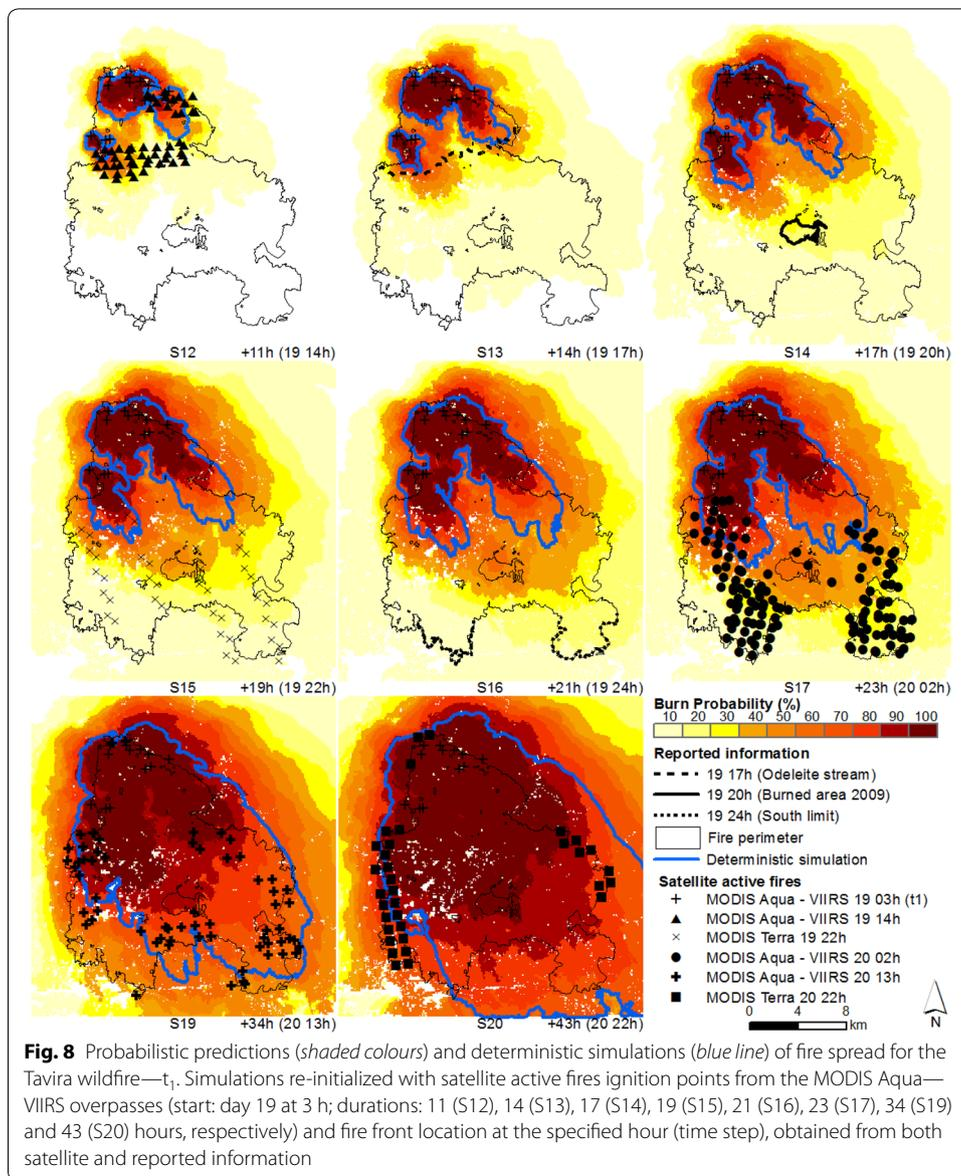 S12 +11h (19 14h)
S13 +14h (19 17h)
S14 +17h (19 20h)
S15 +19h (19 22h)
S16 +21h (19 24h)
S17 +23h (20 02h)
S19 +34h (20 13h)
S20 +43h (20 22h)
Burn Probability (%)
10 20 30 40 50 60 70 80 90 100
Reported information
19 17h (Odeleite stream)
19 20h (Burned area 2009)
19 24h (South limit)
Fire perimeter
Deterministic simulation
Satellite active fires
MODIS Aqua - VIIRS 19 03h (t1)
MODIS Aqua - VIIRS 19 14h
MODIS Terra 19 22h
MODIS Aqua - VIIRS 20 02h
MODIS Aqua - VIIRS 20 13h
MODIS Terra 20 22h
0 4 8
km
N
Fig. 8 Probabilistic predictions (shaded colours) and deterministic simulations (blue line) of fire spread for the
Tavira wildfire—t1. Simulations re-initialized with satellite active fires ignition points from the MODIS Aqua—
VIIRS overpasses (start: day 19 at 3 h; durations: 11 (S12), 14 (S13), 17 (S14), 19 (S15), 21 (S16), 23 (S17), 34 (S19)
and 43 (S20) hours, respectively) and fire front location at the specified hour (time step), obtained from both
satellite and reported information